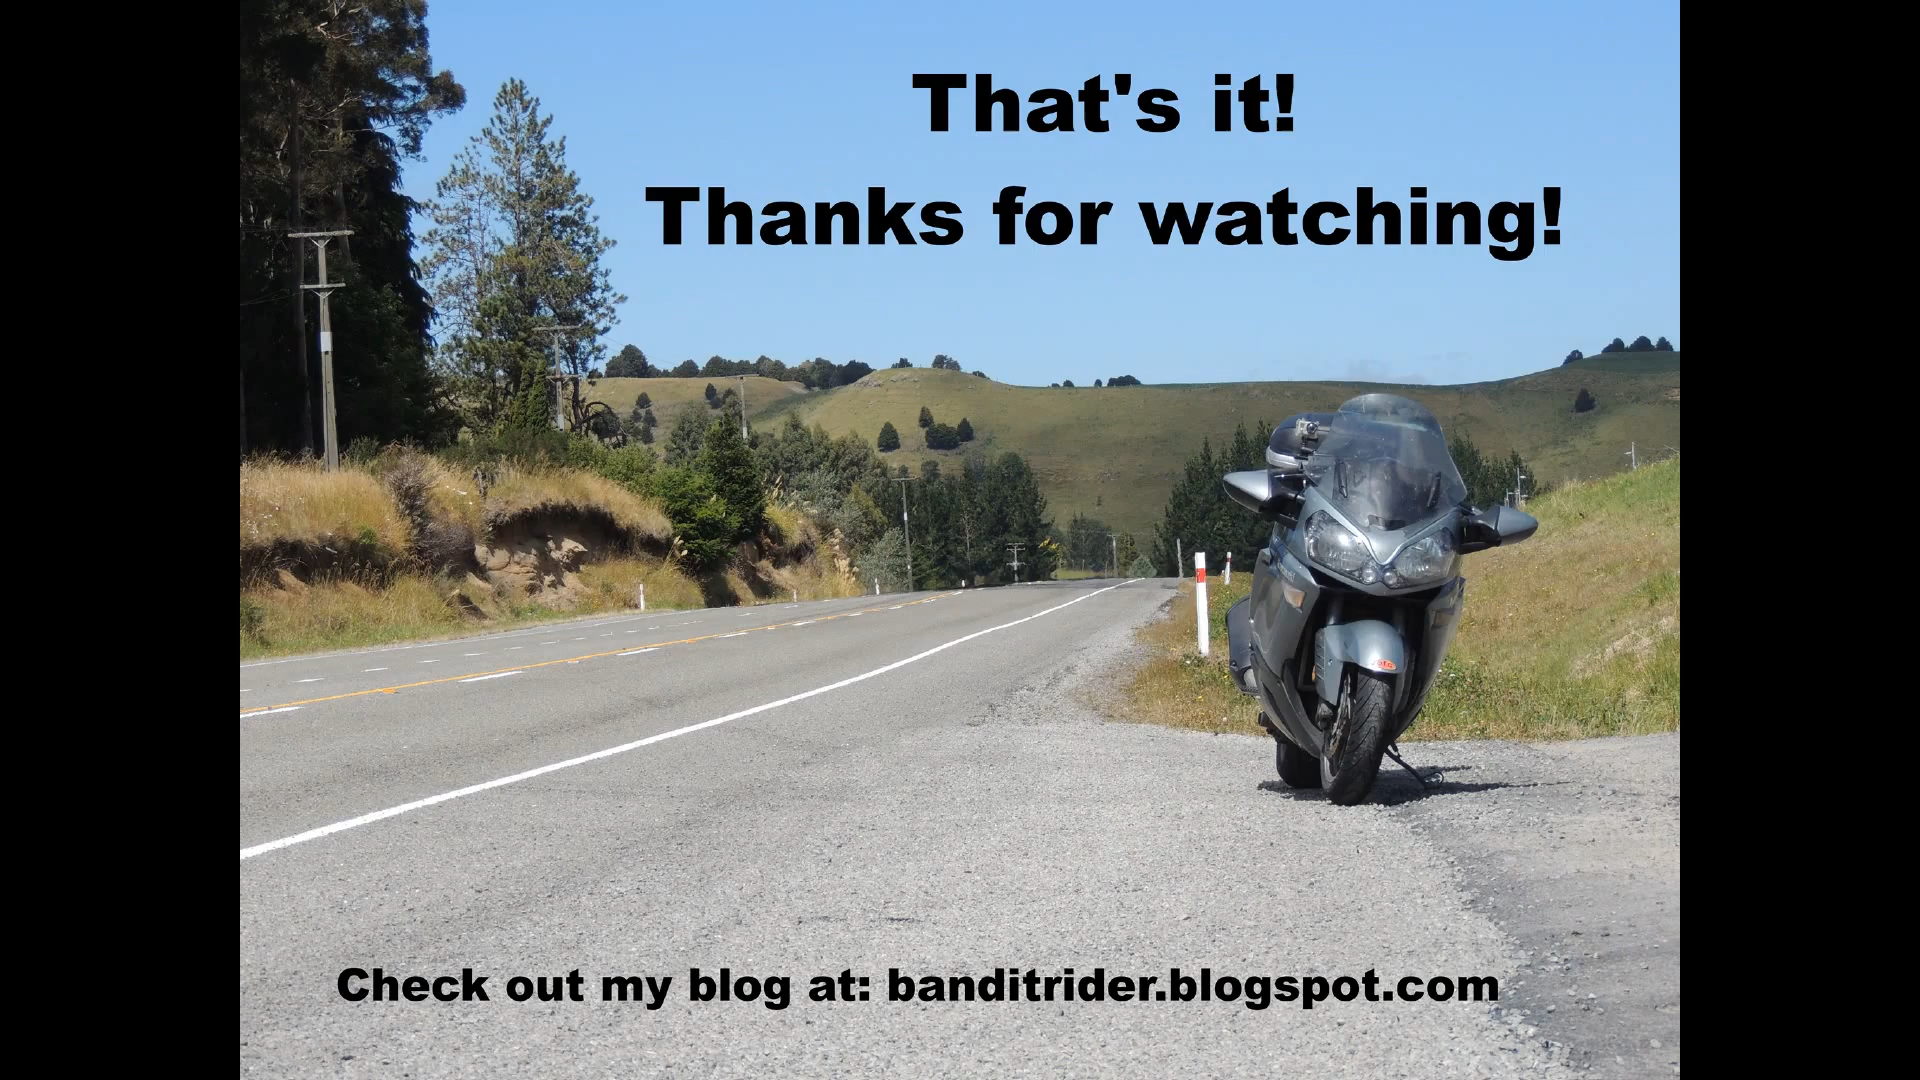 That's it!
Thanks for watching!
Check out my blog at: banditrider.blogspot.com